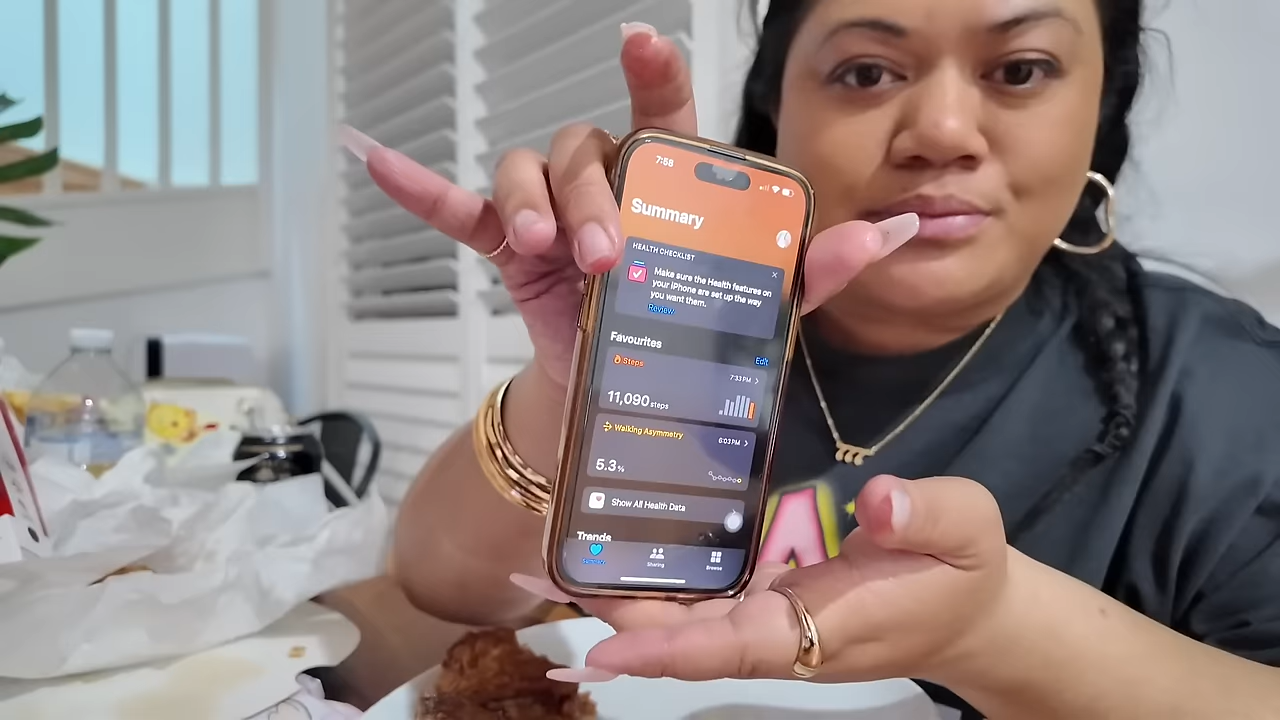 7:58
Summary
HEALTH CHECKLIST
Make sure the Health features on
your iPhone are set up the way
you want them.
Review
Favourites
Edit
Steps
7:33 PM
11,090 steps
Walking Asymmetry
6:03 PM
5.3%
Show All Health Data
Trends
Summary
Sharing
Browse
A